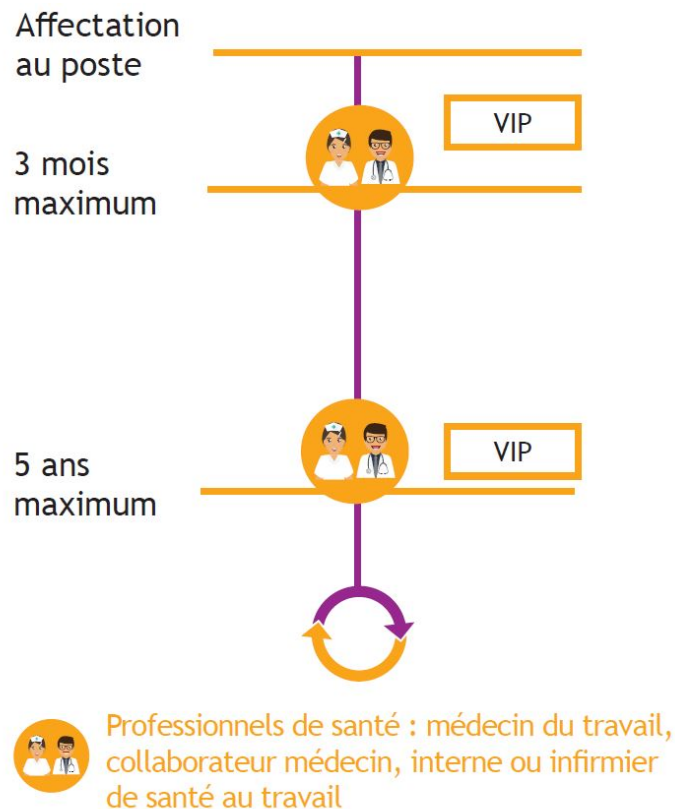 Affectation
au poste
VIP
3 mois
maximum
VIP
5 ans
maximum
Professionnels de santé : médecin du travail,
collaborateur médecin, interne ou infirmier
de santé au travail